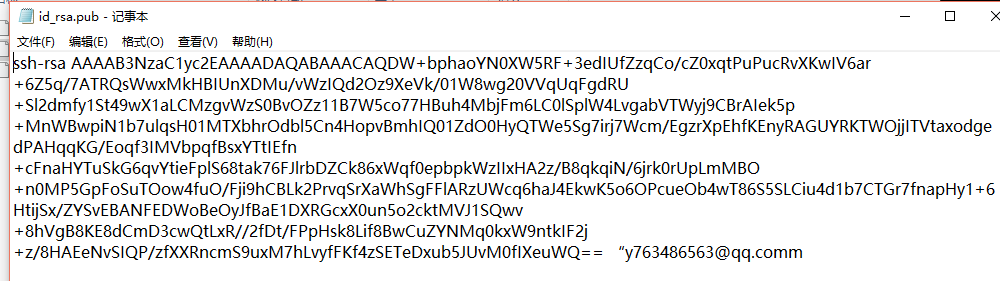 id_rsa.pub - 记事本
文件(F) 编辑(E) 格式(O) 查看(V) 帮助(H)
ssh-rsa AAAAB3NzaC1yc2EAAAADAQABAAACAQDW+bphaoYN0XW5RF+3edIUfZzqCo/cZ0xqtPuPucRvXKwIV6ar
+6Z5q/7ATRQsWwxMkHBIUnXDMu/vWzIQd2Oz9XeVk/01W8wg20VVqUqFgdRU
+Sl2dmfy1St49wX1aLCMzgvWzS0BvOZz11B7W5co77HBuh4MbjFm6LC0lSplW4LvgabVTWyj9CBrAIek5p
+MnWBwpiN1b7ulqsH01MTXbhrOdbl5Cn4HopvBmhIQ01ZdO0HyQTWe5Sg7irj7Wcm/EgzrXpEhfKEnyRAGUYRKTWOjjITVtaxodge
dPAHqqKG/Eoqf3IMVbpqfBsxYTtIEfn
+cFnaHYTuSkG6qvYtieFplS68tak76FJlrbDZCk86xWqf0epbpkWzIIxHA2z/B8qkqiN/6jrk0rUpLmMBO
+n0MP5GpFoSuTOow4fuO/Fji9hCBLk2PrvqSrXaWhSgFFlARzUWcq6haJ4EkwK5o6OPcueOb4wT86S5SLCiu4d1b7CTGr7fnapHy1+6
HtijSx/ZYSvEBANFEDWoBeOyJfBaE1DXRGcxX0un5o2cktMVJ1SQwv
+8hVgB8KE8dCmD3cwQtLxR//2fDt/FPpHsk8Lif8BwCuZYNMq0kxW9ntkIF2j
+z/8HAEeNvSIQP/zfXXRncmS9uxM7hLvyfFKf4zSETeDxub5JUvM0fIXeuWQ== “y763486563@qq.comm